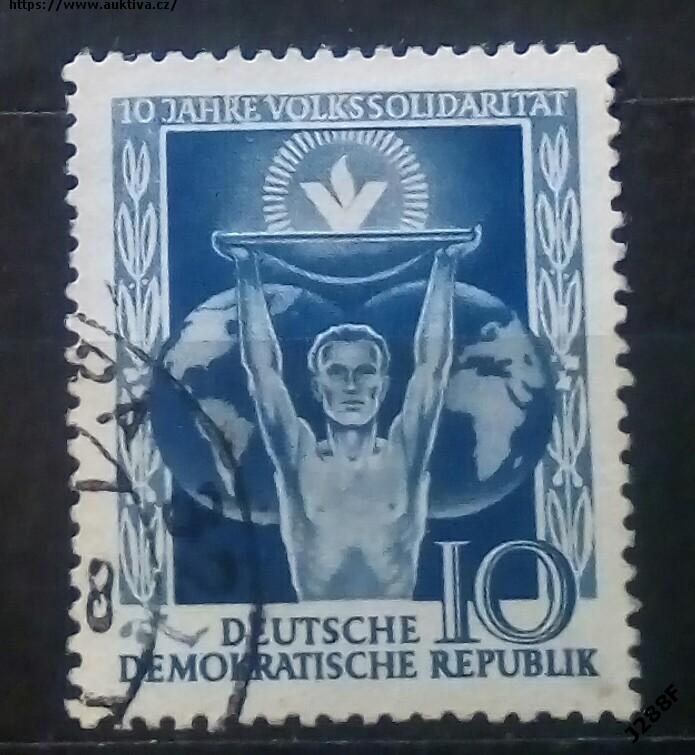 https://www.auktiva.cz/
10 JAHRE VOLKSSOLIDARITÄT
10
DEUTSCHE
DEMOKRATISCHE REPUBLIK
J288F